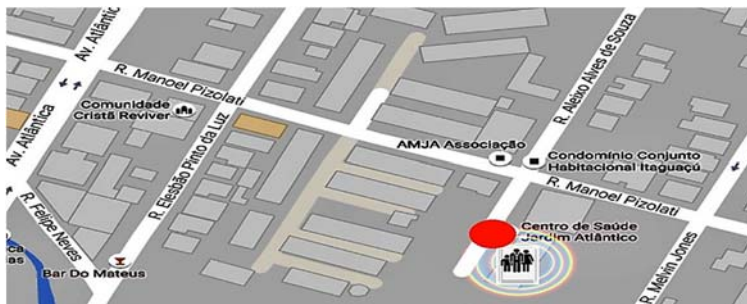 Av. Atlântica
R. Manoel Pizolati
R. Aleixo Alves de Souza
Comunidade
Cristã Reviver
Av. Atlântica
R. Elesbão Pinto da Luz
AMJA Associação
Condomínio Conjunto
Habitacional Itaguaçú
R. Manoel Pizolati
R. Felipe Neves
Centro de Saúde
Jardim Atlântico
Bar Do Mateus
R. Melvin Jones